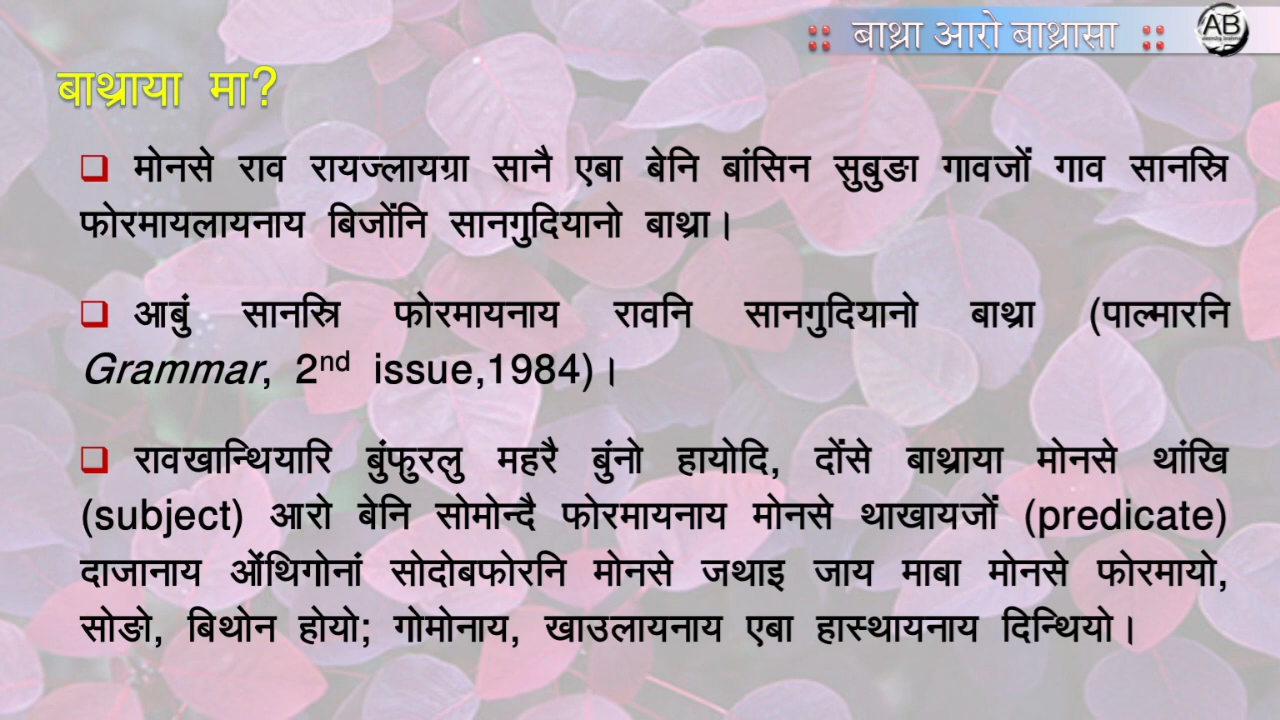 :: बाथ्रा आरो बाथ्रासा :: AB
बाथ्राया मा?
❑ मोनसे राव रायज्लायग्रा सानै एबा बेनि बांसिन सुबुङा गावजों गाव सानस्रि
फोरमायलायनाय बिजोंनि सानगुदियानो बाथ्रा।
❑ आबुं सानस्रि फोरमायनाय रावनि सानगुदियानो बाथ्रा (पाल्मारनि
Grammar, 2nd issue,1984)।
❑ रावखान्थियारि बुंफुरलु महरै बुंनो हायोदि, दोंसे बाथ्राया मोनसे थांखि
(subject) आरो बेनि सोमोन्दै फोरमायनाय मोनसे थाखायजों (predicate)
दाजानाय ओंथिगोनां सोदोबफोरनि मोनसे जथाइ जाय माबा मोनसे फोरमायो,
सोङो, बिथोन होयो; गोमोनाय, खाउलायनाय एबा हास्थायनाय दिन्थियो।